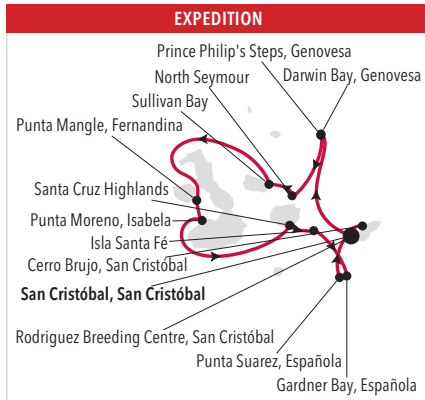 EXPEDITION
Prince Philip's Steps, Genovesa
North Seymour
Darwin Bay, Genovesa
Sullivan Bay
Punta Mangle, Fernandina
Santa Cruz Highlands
Punta Moreno, Isabela
Isla Santa Fé
Cerro Brujo, San Cristóbal
San Cristóbal, San Cristóbal
Rodriguez Breeding Centre, San Cristóbal
Punta Suarez, Española
Gardner Bay, Española